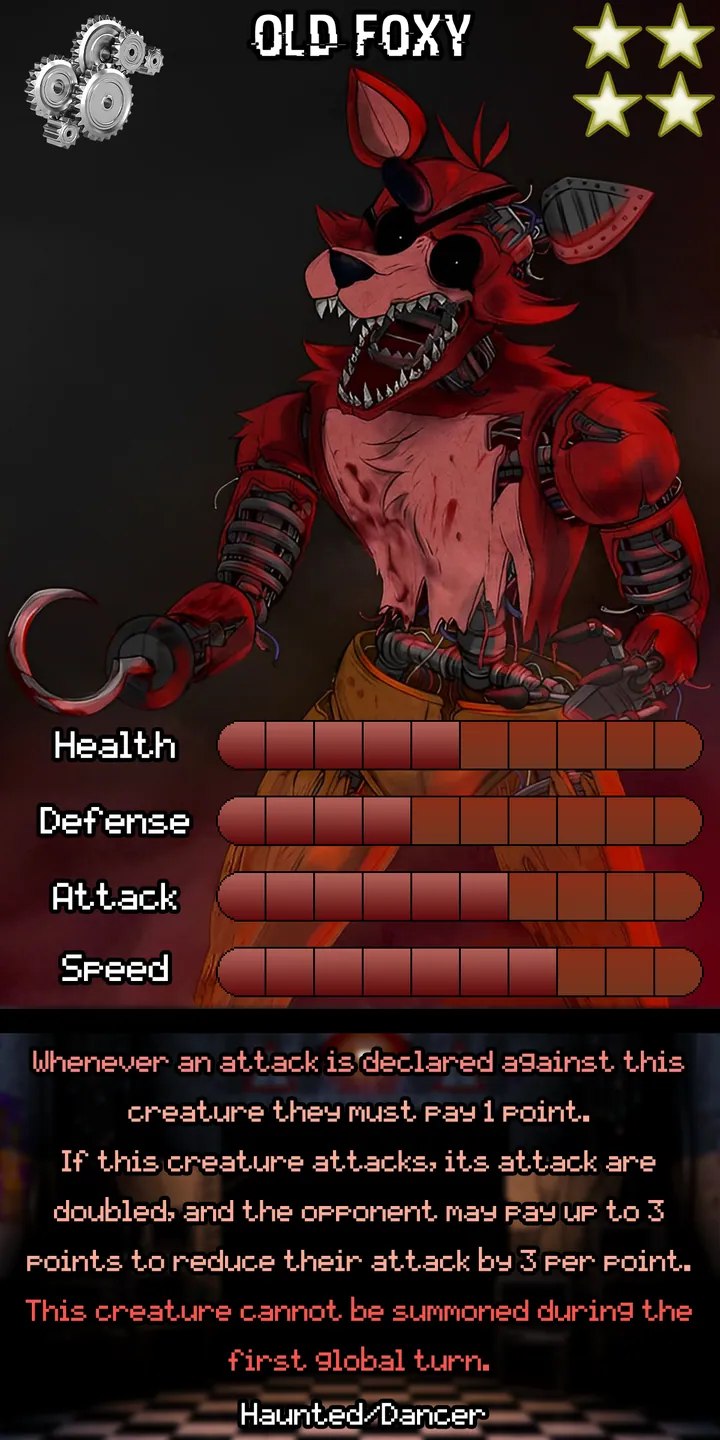 OLD FOXY
Health
Defense
Attack
Speed
Whenever an attack is declared against this
creature they must pay 1 point.
If this creature attacks, its attack are
doubled, and the opponent may pay up to 3
points to reduce their attack by 3 per point.
This creature cannot be summoned during the
first global turn.
Haunted/Dancer